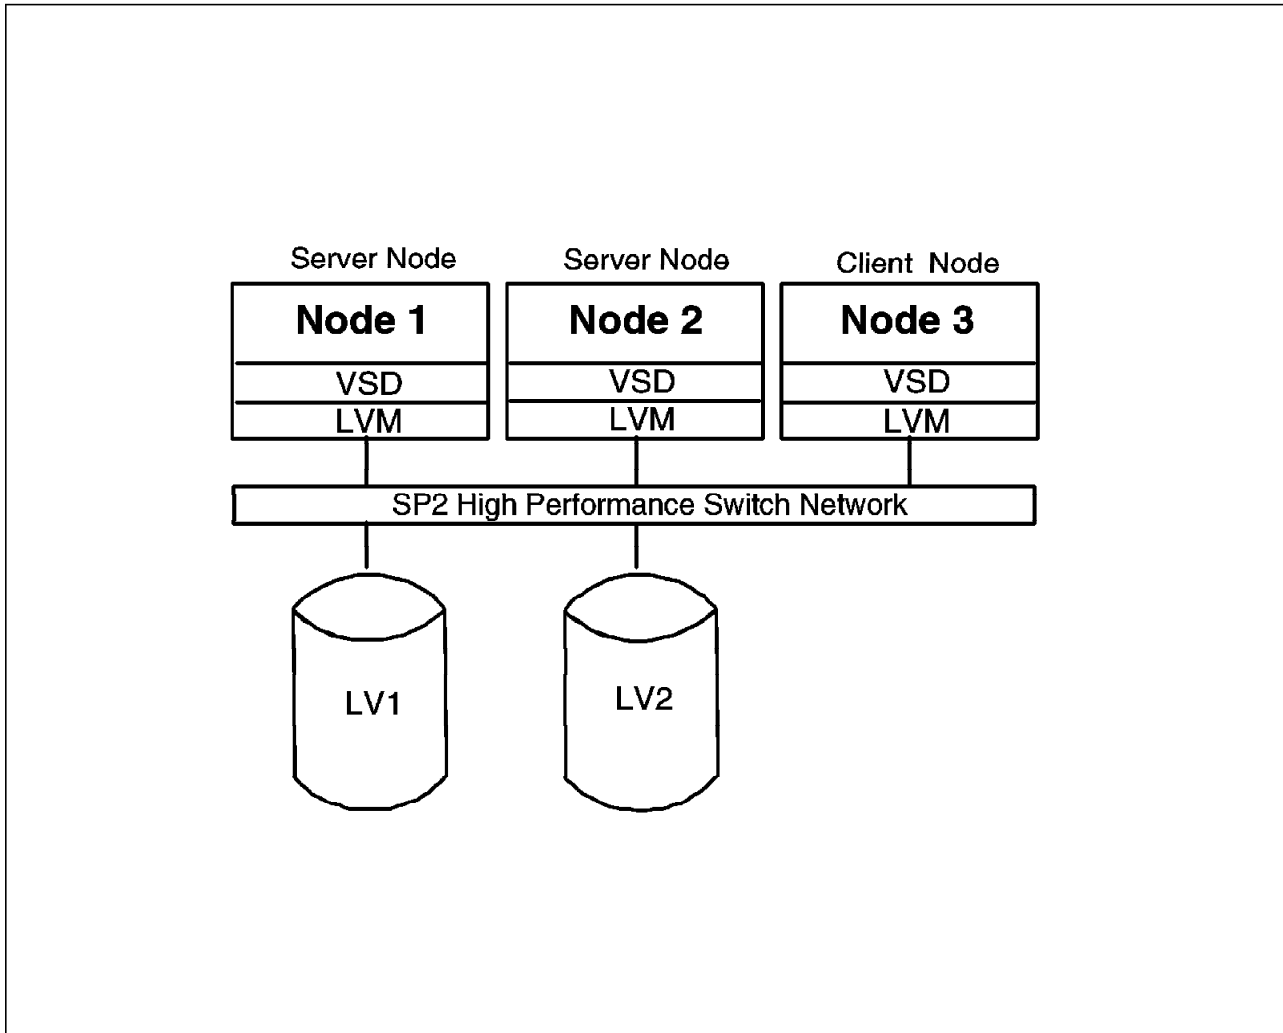 Server Node
Server Node
Client Node
Node 1
Node 2
Node 3
VSD
VSD
VSD
LVM
LVM
LVM
SP2 High Performance Switch Network
LV1
LV2